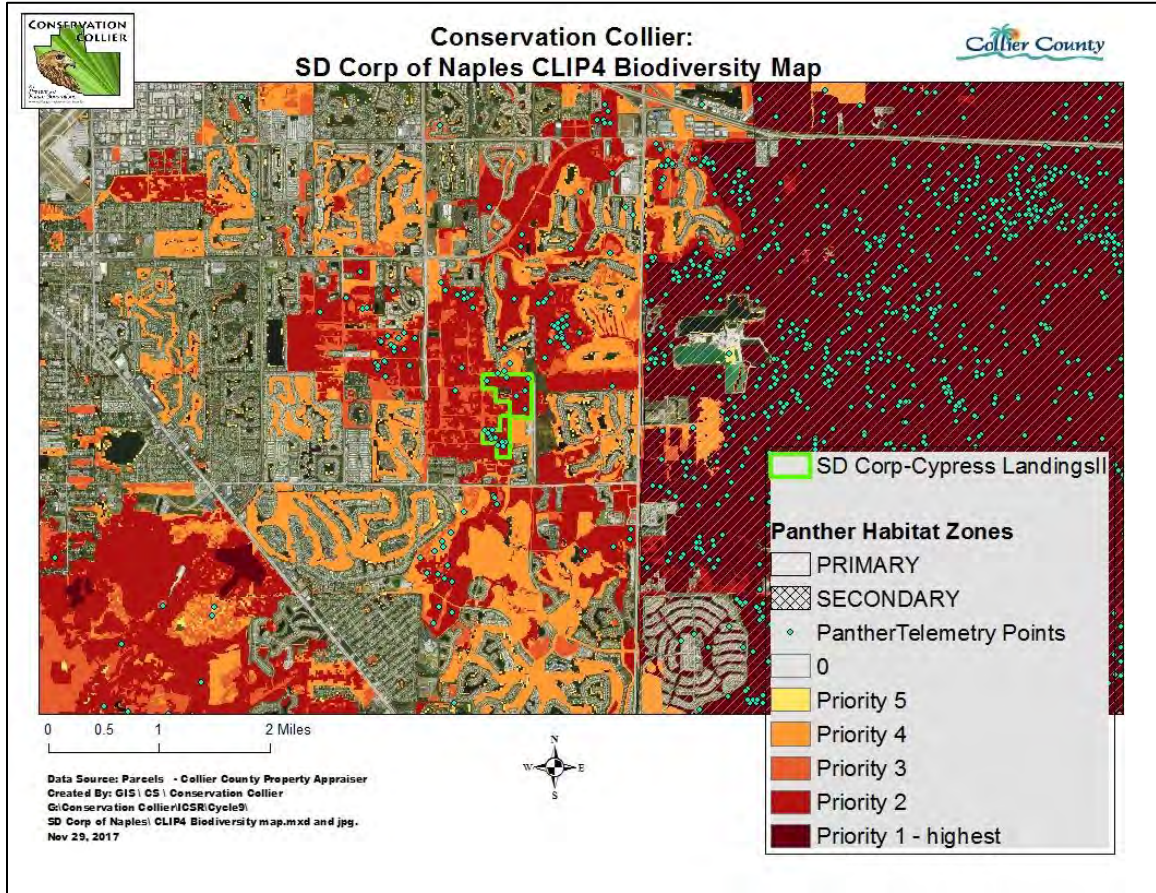 CONSERVATION
COLLIER
Conservation Collier:
SD Corp of Naples CLIP4 Biodiversity Map
Collier County
SD Corp-Cypress LandingsII
Panther Habitat Zones
PRIMARY
SECONDARY
PantherTelemetry Points
0
Priority 5
Priority 4
Priority 3
Priority 2
Priority 1 - highest
0 0.5 1 2 Miles
N
W E
S
Data Source: Parcels - Collier County Property Appraiser
Created By: GIS \ CS \ Conservation Collier
G:\Conservation Collier\ICSR\Cycle9\
SD Corp of Naples\ CLIP4 Biodiversity map.mxd and jpg.
Nov 29, 2017